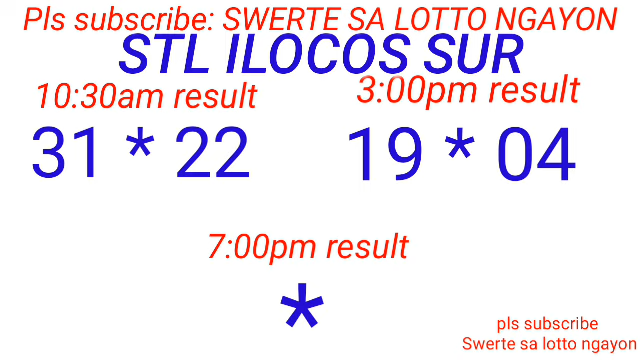 Pls subscribe: SWERTE SA LOTTO NGAYON
STL ILOCOS SUR
10:30am result
31 * 22
3:00pm result
19 * 04
7:00pm result
*
pls subscribe
Swerte sa lotto ngayon